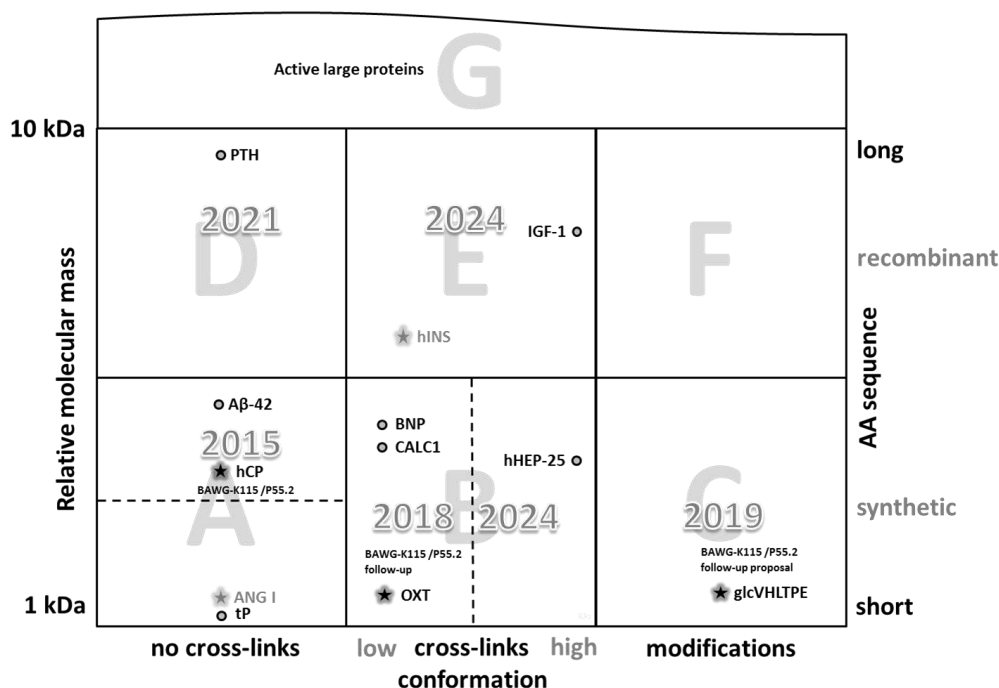 Active large proteins
G
10 kDa
PTH
long
2021
2024
D
E
IGF-1
F
recombinant
hINS
Relative molecular mass
AA sequence
Aβ-42
BNP
2015
CALC1
hCP
hHEP-25
BAWG-K115 /P55.2
A
B
C
2018
2024
2019
synthetic
BAWG-K115 /P55.2
follow-up
BAWG-K115 /P55.2
follow-up proposal
ANG I
OXT
glcVHLTPE
1 kDa
tP
short
no cross-links
low
cross-links
high
modifications
conformation